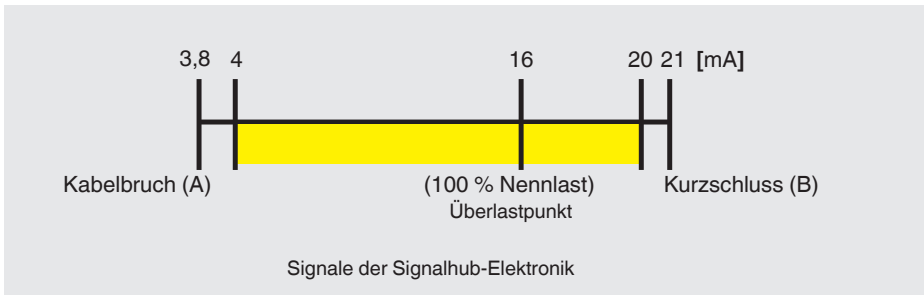 3,8 4 16 20 21 [mA]
Kabelbruch (A) (100 % Nennlast) Kurzschluss (B)
Überlastpunkt
Signale der Signalhub-Elektronik